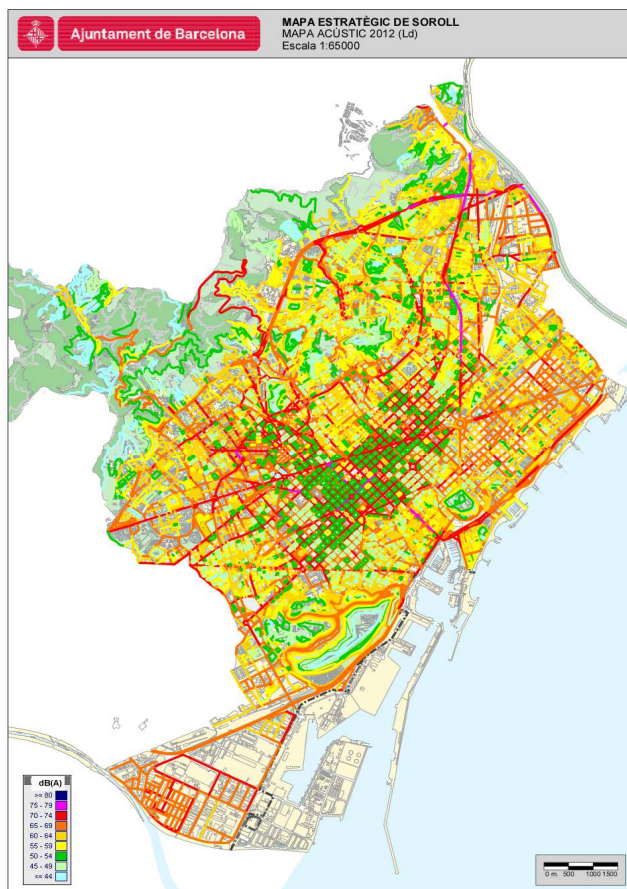 Ajuntament de Barcelona
MAPA ESTRATÈGIC DE SOROLL
MAPA ACÚSTIC 2012 (Ld)
Escala 1:65000
dB(A)
>= 80
75 - 79
70 - 74
65 - 69
60 - 64
55 - 59
50 - 54
45 - 49
<= 44
0 m. 500 1000 1500